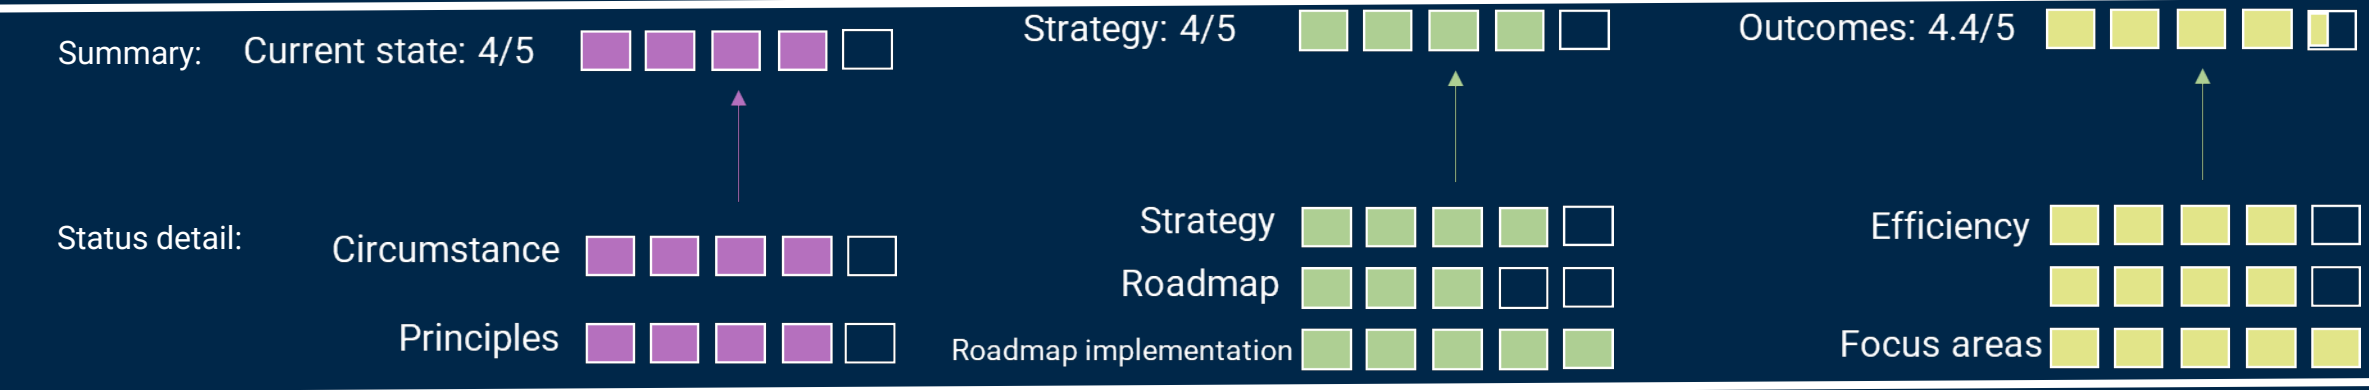 Summary:
Current state: 4/5
Strategy: 4/5
Outcomes: 4.4/5
Status detail:
Circumstance
Principles
Strategy
Roadmap
Roadmap implementation
Efficiency
Focus areas